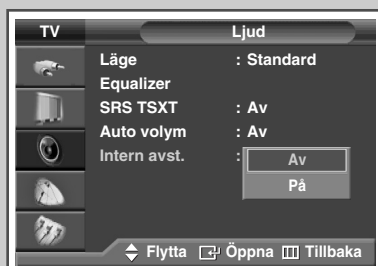 TV Ljud
Läge : Standard
Equalizer
SRS TSXT : Av
Auto volym : Av
Intern avst. : Av
På
Flytta Öppna Tillbaka